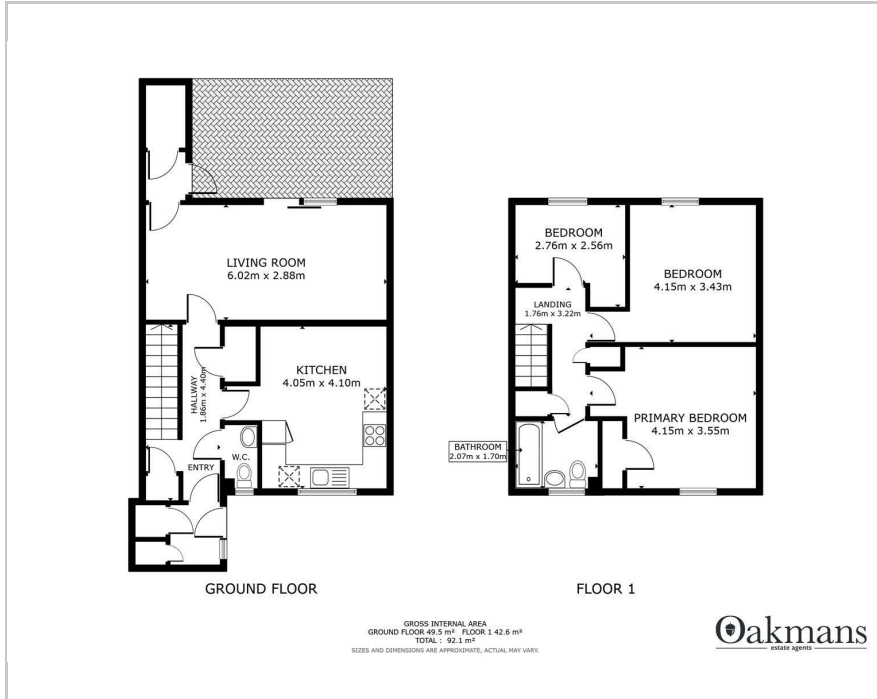 LIVING ROOM
6.02m x 2.88m
HALLWAY
1.86m x 4.40m
KITCHEN
4.05m x 4.10m
W.C.
ENTRY
GROUND FLOOR
BEDROOM
2.76m x 2.56m
BEDROOM
4.15m x 3.43m
LANDING
1.76m x 3.22m
PRIMARY BEDROOM
4.15m x 3.55m
BATHROOM
2.07m x 1.70m
FLOOR 1
GROSS INTERNAL AREA
GROUND FLOOR 49.5 m² FLOOR 1 42.6 m²
TOTAL : 92.1 m²
SIZES AND DIMENSIONS ARE APPROXIMATE, ACTUAL MAY VARY.
Oakmans
estate agents